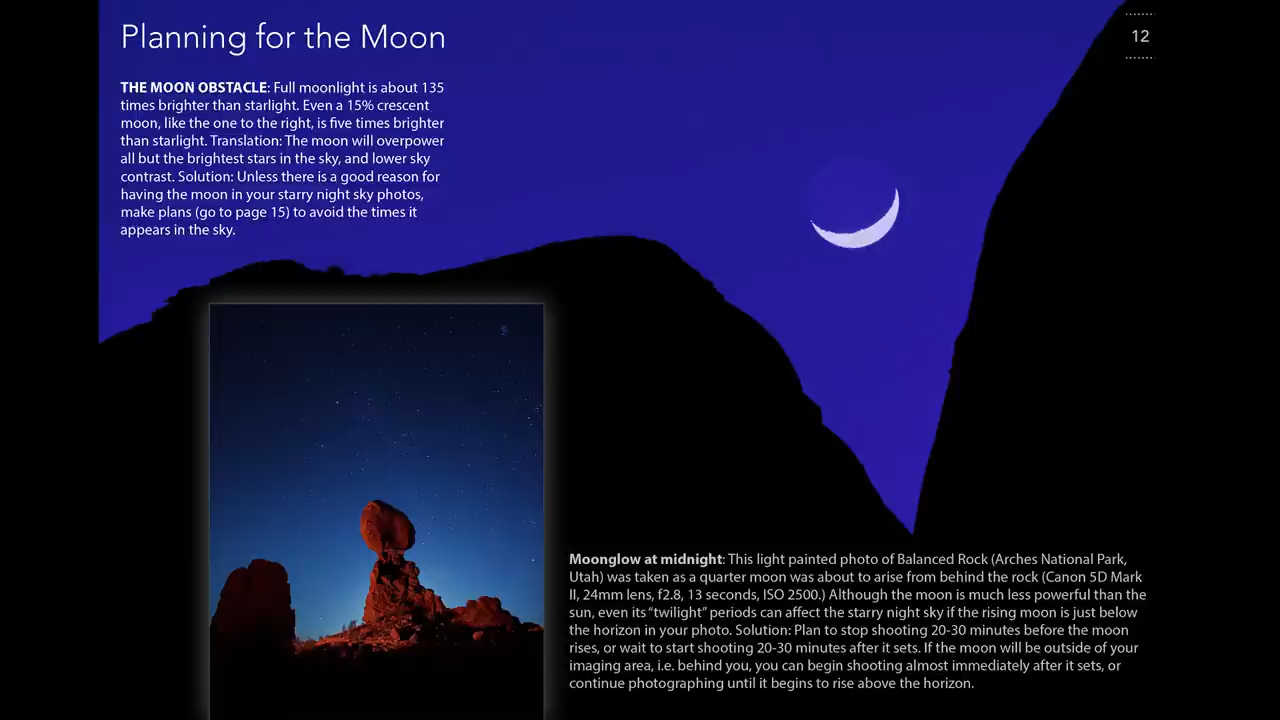 Planning for the Moon
12
THE MOON OBSTACLE: Full moonlight is about 135
times brighter than starlight. Even a 15% crescent
moon, like the one to the right, is five times brighter
than starlight. Translation: The moon will overpower
all but the brightest stars in the sky, and lower sky
contrast. Solution: Unless there is a good reason for
having the moon in your starry night sky photos,
make plans (go to page 15) to avoid the times it
appears in the sky.
Moonglow at midnight: This light painted photo of Balanced Rock (Arches National Park,
Utah) was taken as a quarter moon was about to arise from behind the rock (Canon 5D Mark
II, 24mm lens, f2.8, 13 seconds, ISO 2500.) Although the moon is much less powerful than the
sun, even its “twilight” periods can affect the starry night sky if the rising moon is just below
the horizon in your photo. Solution: Plan to stop shooting 20-30 minutes before the moon
rises, or wait to start shooting 20-30 minutes after it sets. If the moon will be outside of your
imaging area, i.e. behind you, you can begin shooting almost immediately after it sets, or
continue photographing until it begins to rise above the horizon.